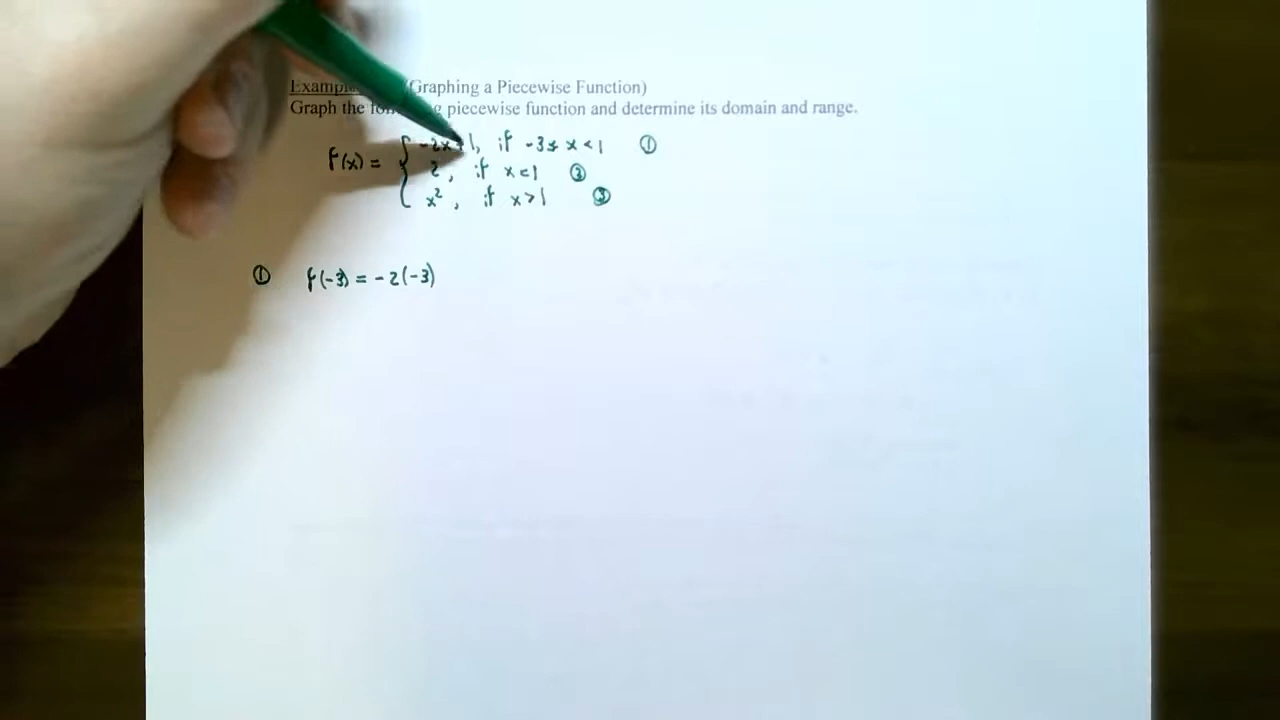 (Graphing a Piecewise Function)
Graph the piecewise function and determine its domain and range.
f(x) = { -2x+1, if -3≤ x < 1 ①
2, if x=1 ②
x², if x>1 ③
① f(-3) = -2(-3)